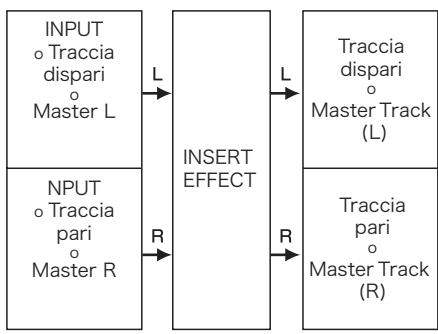 INPUT
o Traccia
dispari
o
Master L
L
INSERT
EFFECT
L
Traccia
dispari
o
Master Track
(L)
NPUT
o Traccia
pari
o
Master R
R
R
Traccia
pari
o
Master Track
(R)